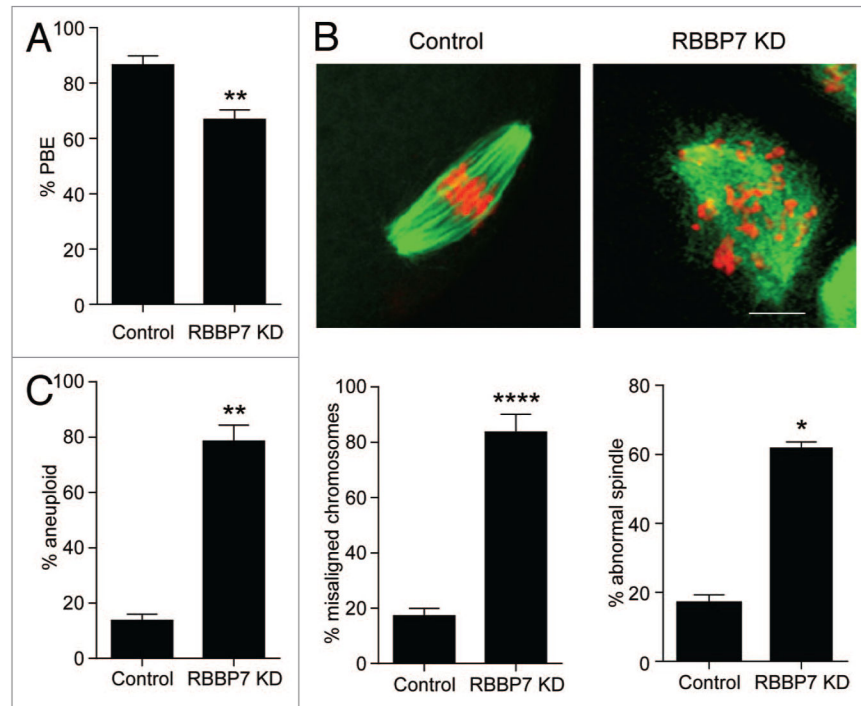 A
100
80
60
40
20
0
% PBE
**
Control RBBP7 KD
B
Control RBBP7 KD
C
100
80
60
40
20
0
% aneuploid
**
Control RBBP7 KD
100
80
60
40
20
0
% misaligned chromosomes
****
Control RBBP7 KD
80
60
40
20
0
% abnormal spindle
*
Control RBBP7 KD